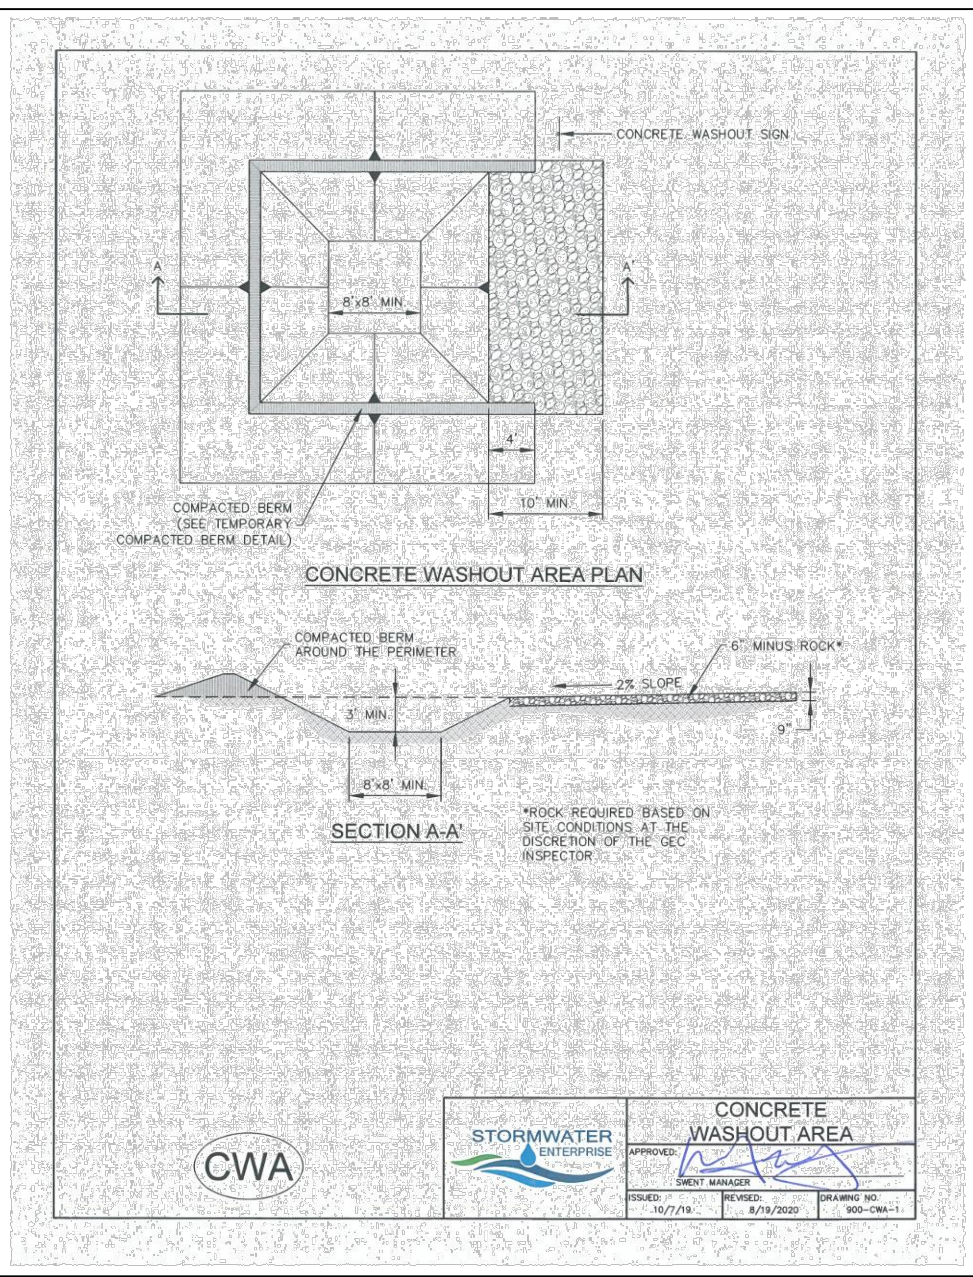 CONCRETE WASHOUT SIGN
A
A'
8'x8' MIN.
4'
10' MIN.
COMPACTED BERM
(SEE TEMPORARY
COMPACTED BERM DETAIL)
CONCRETE WASHOUT AREA PLAN
COMPACTED BERM
AROUND THE PERIMETER
6" MINUS ROCK*
2% SLOPE
3' MIN.
9"
8'x8' MIN.
SECTION A-A'
*ROCK REQUIRED BASED ON
SITE CONDITIONS AT THE
DISCRETION OF THE GEC
INSPECTOR
CWA
STORMWATER
ENTERPRISE
CONCRETE
WASHOUT AREA
APPROVED:
SWENT MANAGER
ISSUED:
10/7/19
REVISED:
8/19/2020
DRAWING NO.
900-CWA-1